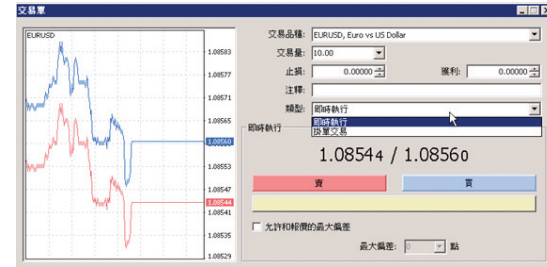 交易單
EURUSD
1.08583
1.08577
1.08571
1.08565
1.08560
1.08553
1.08547
1.08544
1.08541
1.08535
1.08529
交易品種: EURUSD, Euro vs US Dollar
交易量: 10.00
止損: 0.00000 獲利: 0.00000
注釋:
類型: 即時執行
即時執行
掛單交易
即時執行
1.08544 / 1.08560
賣 買
允許和報價的最大偏差
最大偏差: 0 點